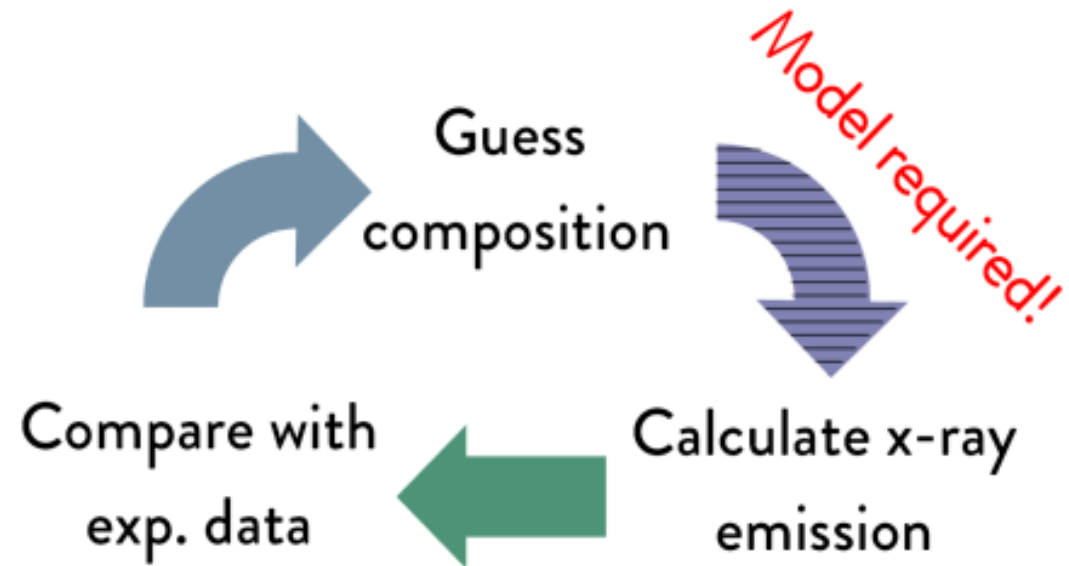 Guess
composition
Model required!
Calculate x-ray
emission
Compare with
exp. data